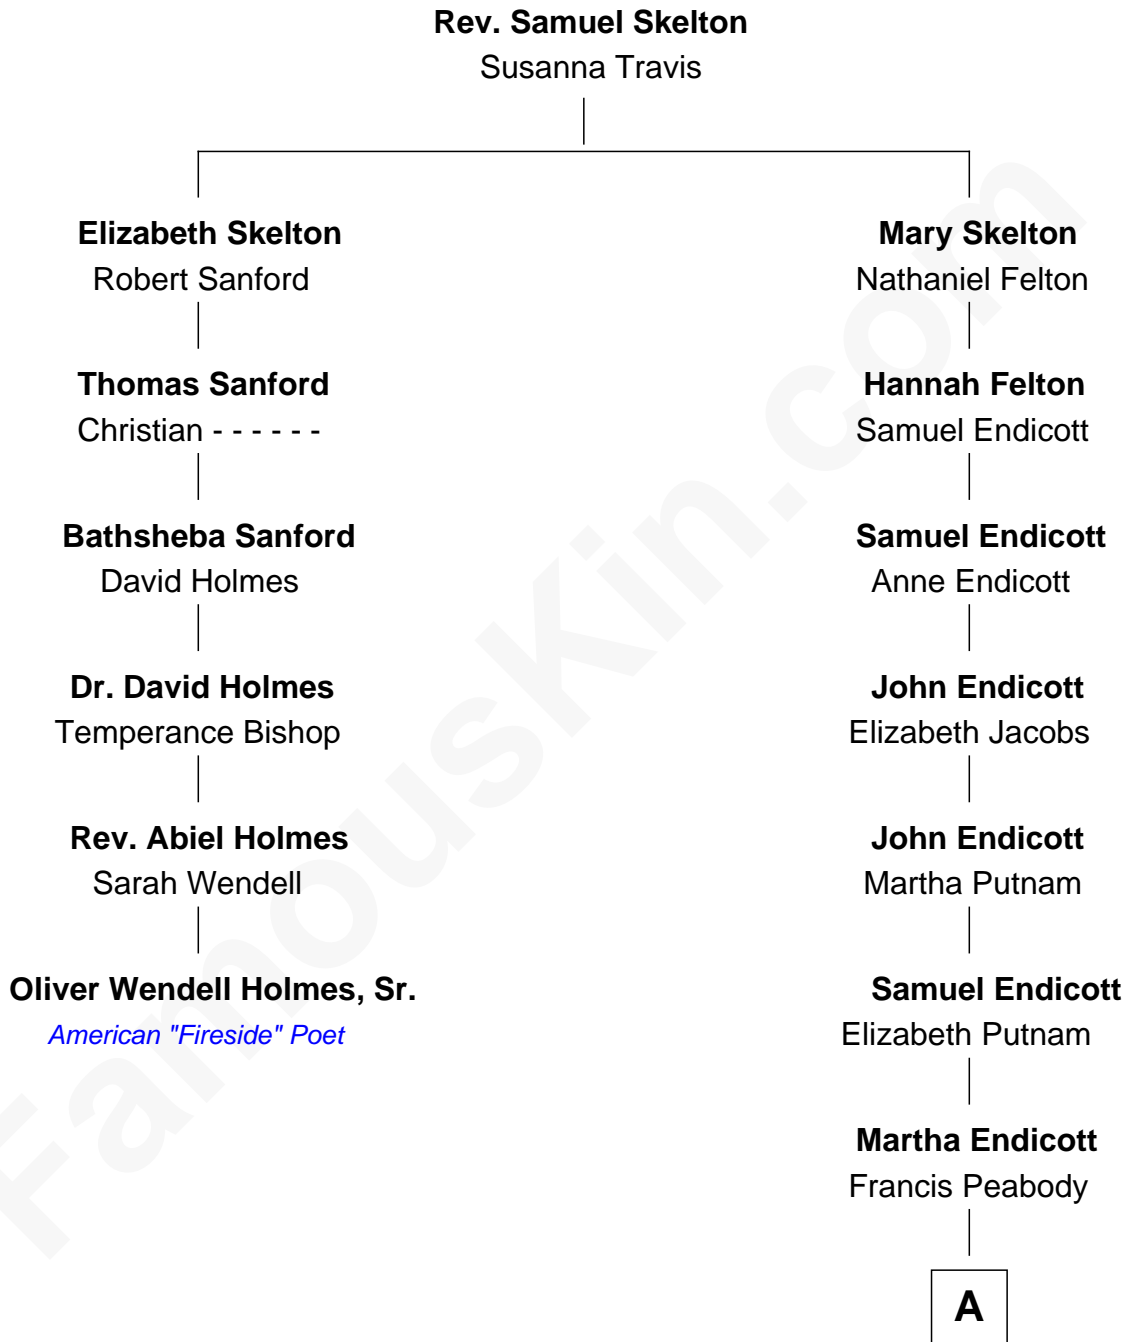 Rev. Samuel Skelton
Susanna Travis
Elizabeth Skelton
Robert Sanford
Thomas Sanford
Christian - - - - - -
Bathsheba Sanford
David Holmes
Dr. David Holmes
Temperance Bishop
Rev. Abiel Holmes
Sarah Wendell
Oliver Wendell Holmes, Sr.
American "Fireside" Poet
Mary Skelton
Nathaniel Felton
Hannah Felton
Samuel Endicott
Samuel Endicott
Anne Endicott
John Endicott
Elizabeth Jacobs
John Endicott
Martha Putnam
Samuel Endicott
Elizabeth Putnam
Martha Endicott
Francis Peabody
A
FamousKin.com